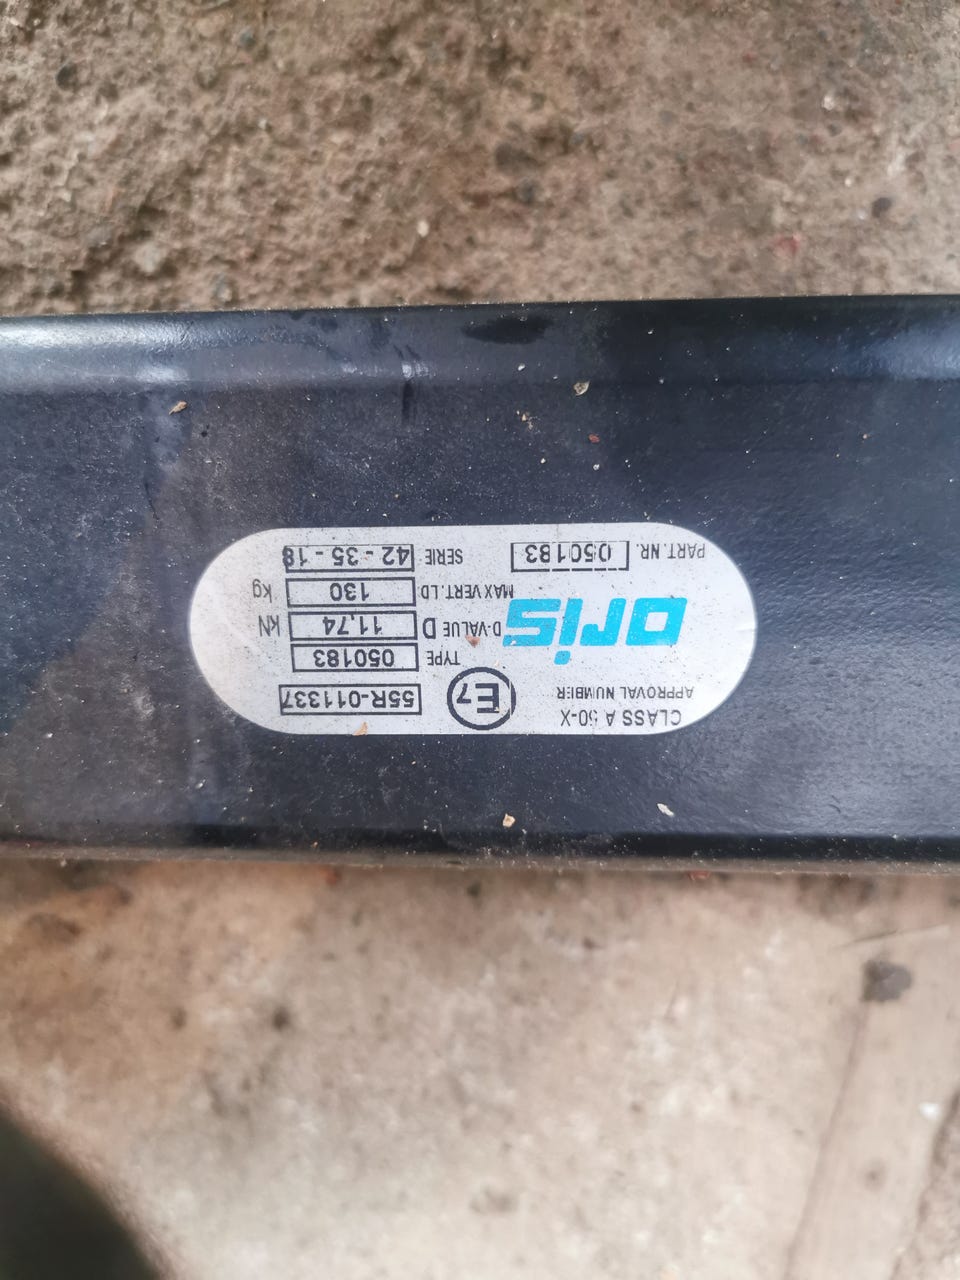 CLASS A 50-X
APPROVAL NUMBER E7 55R-011337
oris
TYPE 050183
D-VALUE D 11,74 kN
MAX VERT. LD 130 kg
PART.NR. 050183 SERIE 42 - 35 - 18